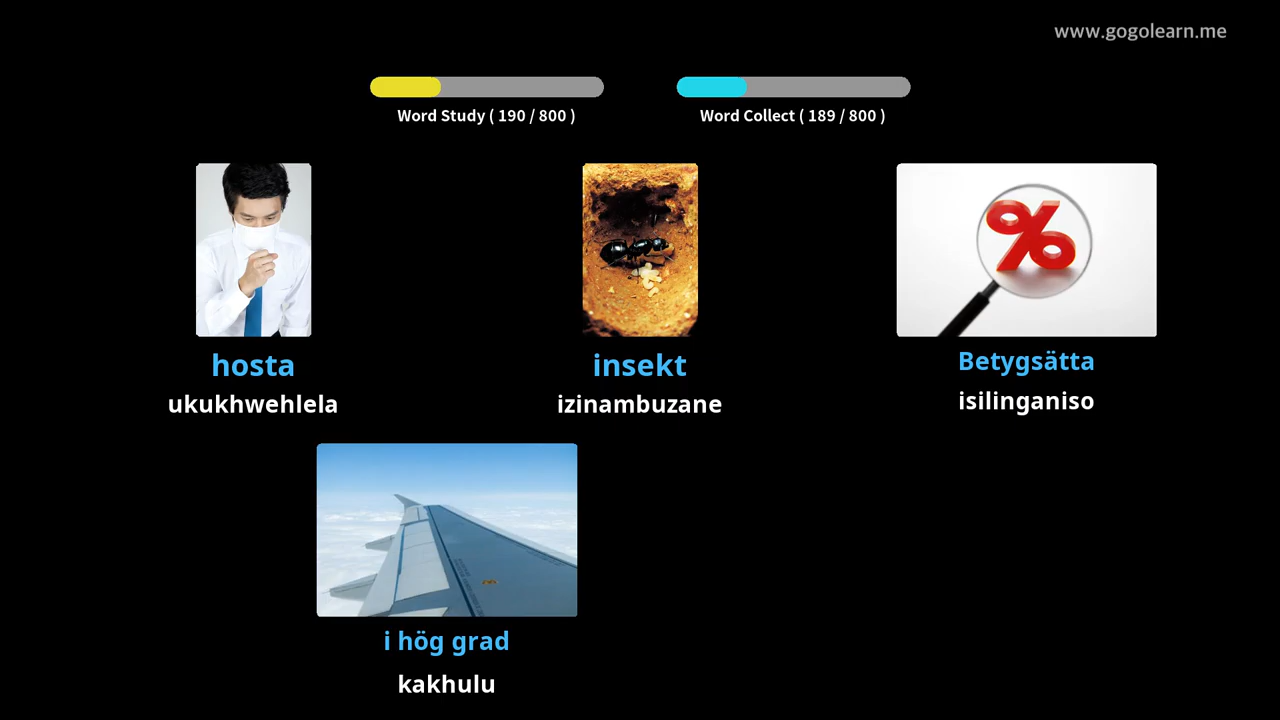 www.gogolearn.me
Word Study ( 190 / 800 )
Word Collect ( 189 / 800 )
hosta
ukukhwehlela
insekt
izinambuzane
%
Betygsätta
isilinganiso
i hög grad
kakhulu